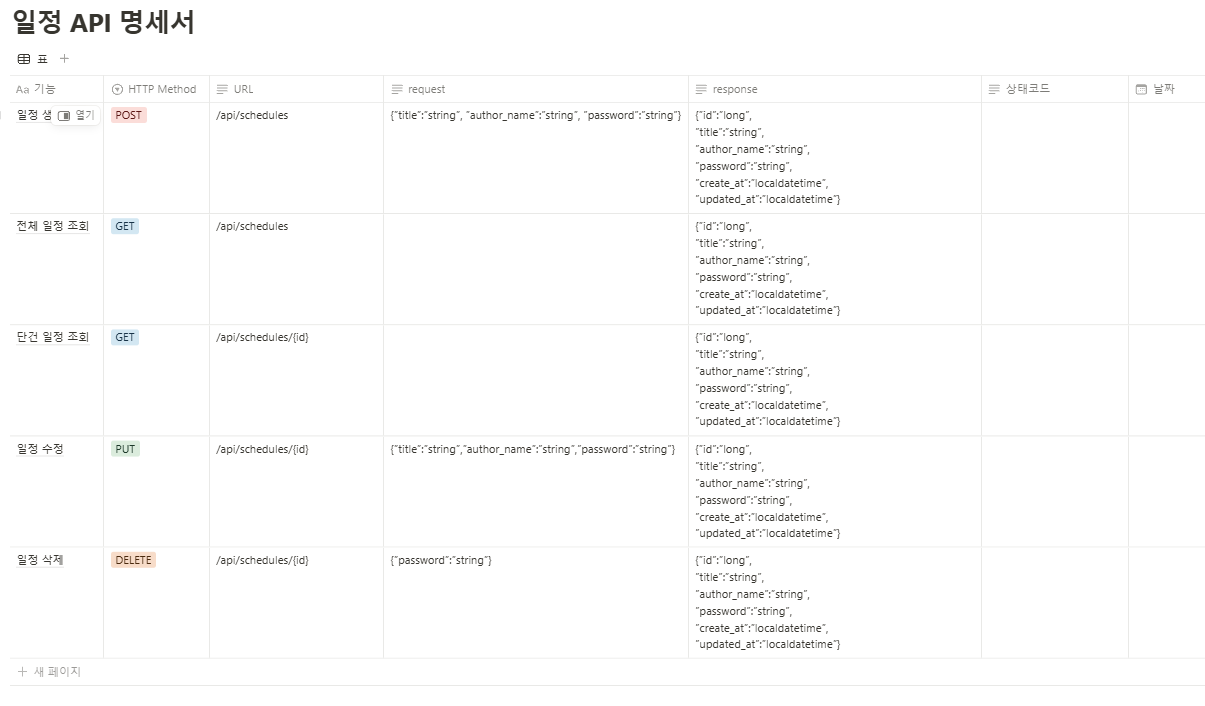 일정 API 명세서
표
Aa 기능 HTTP Method URL request response 상태코드 날짜
일정 생 열기 POST /api/schedules {"title":"string", "author_name":"string", "password":"string"} {"id":"long",
"title":"string",
"author_name":"string",
"password":"string",
"create_at":"localdatetime",
"updated_at":"localdatetime"}
전체 일정 조회 GET /api/schedules {"id":"long",
"title":"string",
"author_name":"string",
"password":"string",
"create_at":"localdatetime",
"updated_at":"localdatetime"}
단건 일정 조회 GET /api/schedules/{id} {"id":"long",
"title":"string",
"author_name":"string",
"password":"string",
"create_at":"localdatetime",
"updated_at":"localdatetime"}
일정 수정 PUT /api/schedules/{id} {"title":"string","author_name":"string","password":"string"} {"id":"long",
"title":"string",
"author_name":"string",
"password":"string",
"create_at":"localdatetime",
"updated_at":"localdatetime"}
일정 삭제 DELETE /api/schedules/{id} {"password":"string"} {"id":"long",
"title":"string",
"author_name":"string",
"password":"string",
"create_at":"localdatetime",
"updated_at":"localdatetime"}
새 페이지